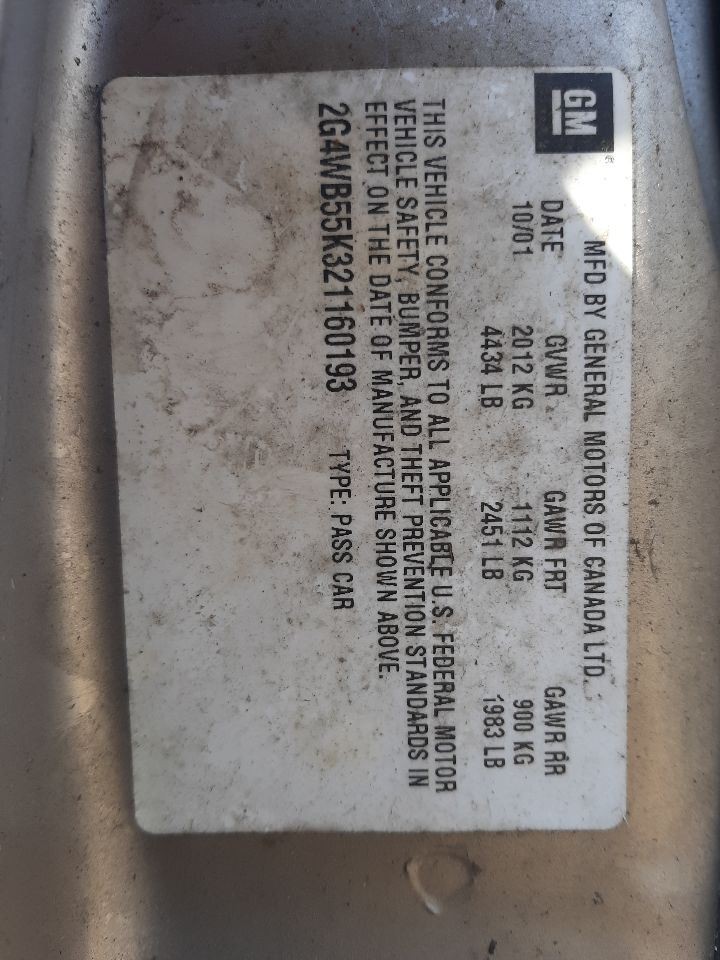 GM
MFD BY GENERAL MOTORS OF CANADA LTD.
DATE GVWR GAWR FRT GAWR RR
10/01 2012 KG 1112 KG 900 KG
4434 LB 2451 LB 1983 LB
THIS VEHICLE CONFORMS TO ALL APPLICABLE U.S. FEDERAL MOTOR
VEHICLE SAFETY, BUMPER, AND THEFT PREVENTION STANDARDS IN
EFFECT ON THE DATE OF MANUFACTURE SHOWN ABOVE.
2G4WB55K321160193 TYPE: PASS CAR